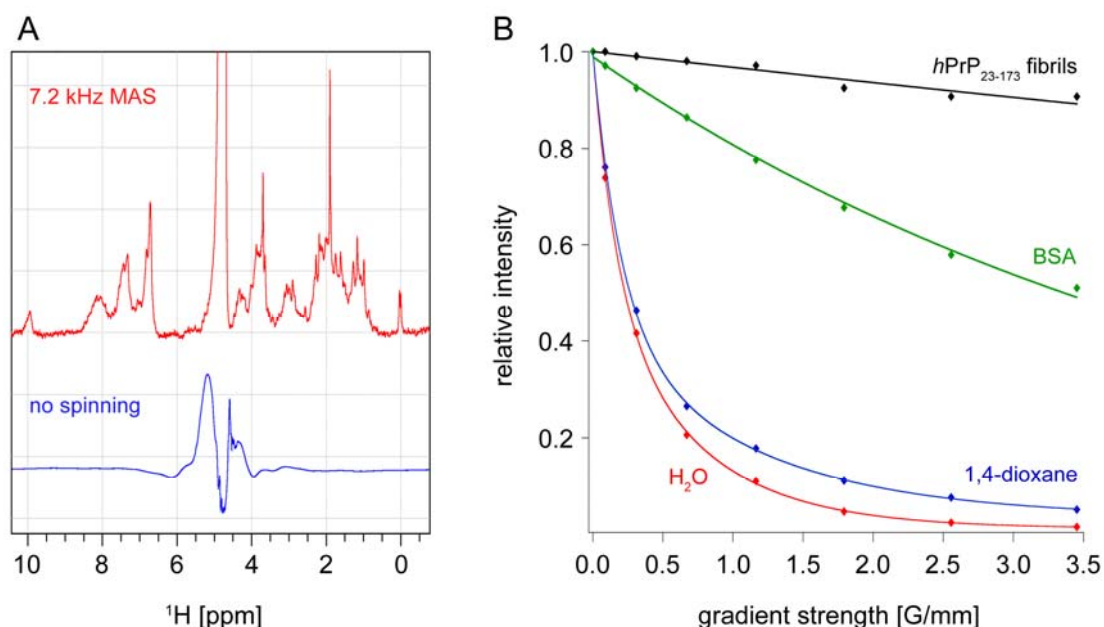 A
7.2 kHz MAS
no spinning
10 8 6 4 2 0
¹H [ppm]
B
1.0
0.8
0.6
0.4
0.2
relative intensity
hPrP₂₃₋₁₇₃ fibrils
BSA
1,4-dioxane
H₂O
0.0 0.5 1.0 1.5 2.0 2.5 3.0 3.5
gradient strength [G/mm]